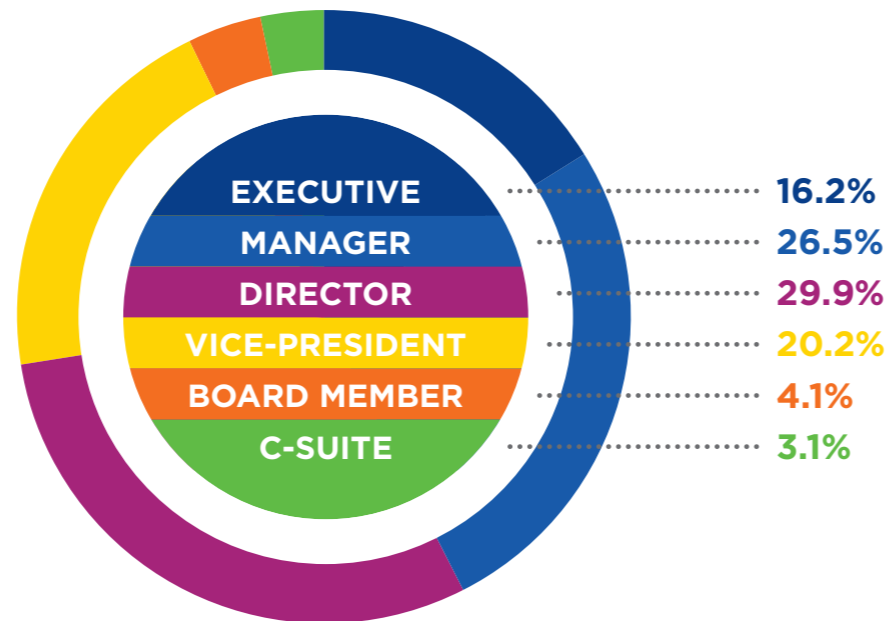 EXECUTIVE 16.2%
MANAGER 26.5%
DIRECTOR 29.9%
VICE-PRESIDENT 20.2%
BOARD MEMBER 4.1%
C-SUITE 3.1%